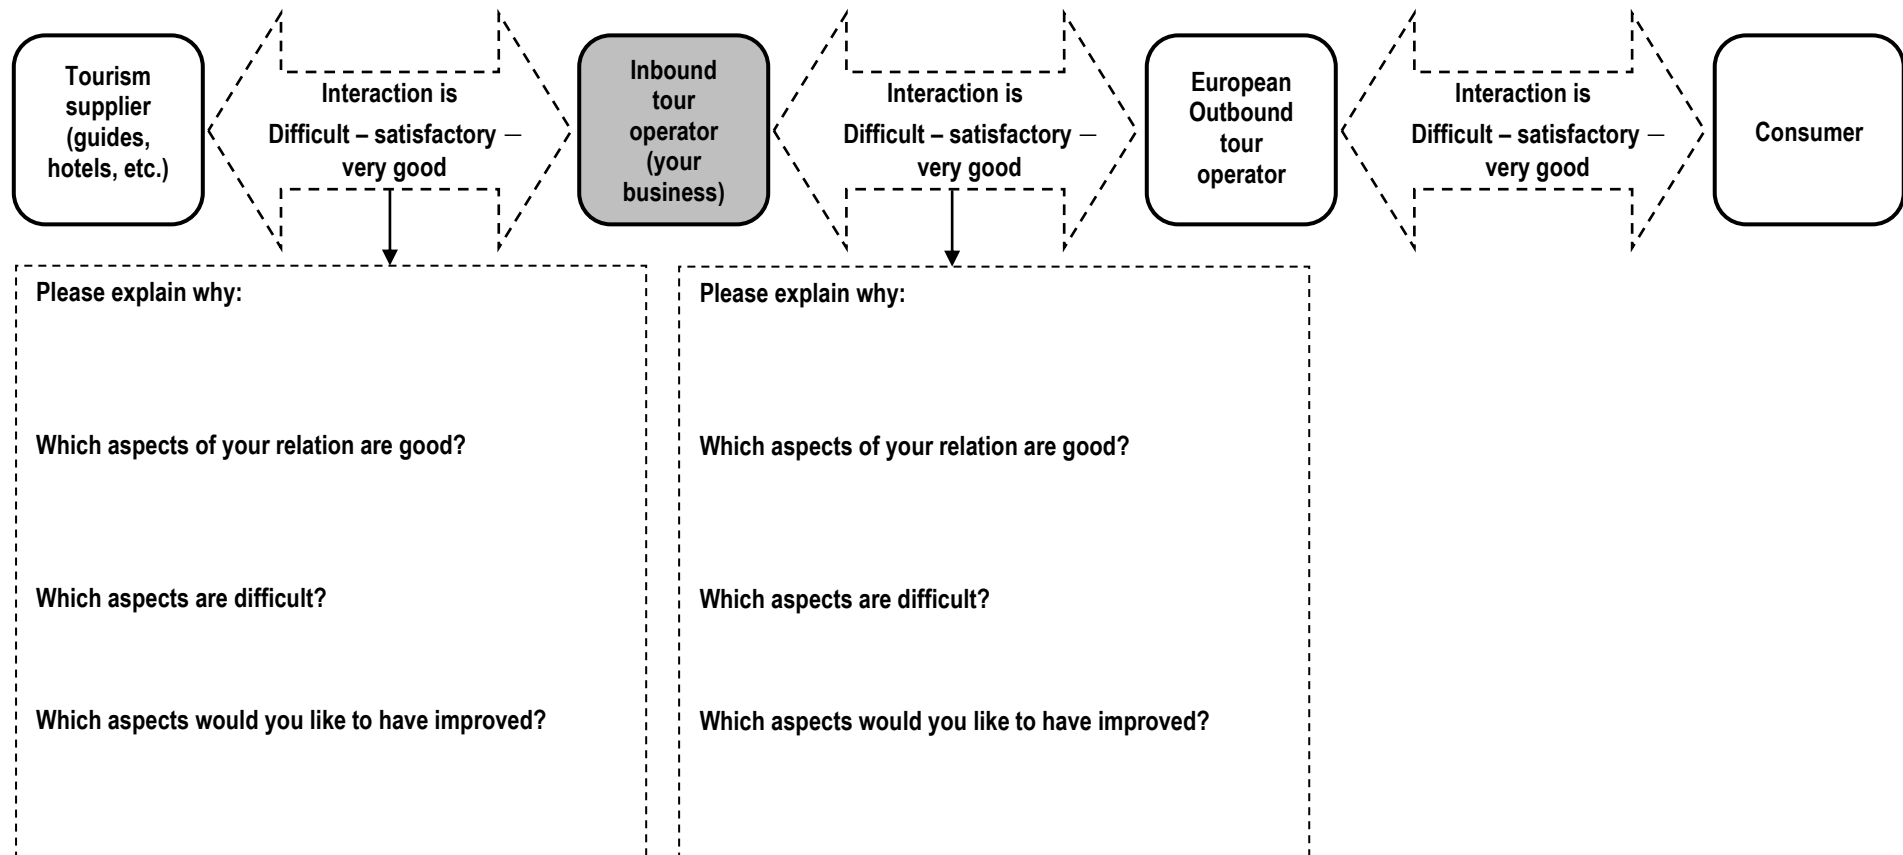 Tourism
supplier
(guides,
hotels, etc.)
Interaction is
Difficult – satisfactory –
very good
Inbound
tour
operator
(your
business)
Interaction is
Difficult – satisfactory –
very good
European
Outbound
tour
operator
Interaction is
Difficult – satisfactory –
very good
Consumer
Please explain why:
Which aspects of your relation are good?
Which aspects are difficult?
Which aspects would you like to have improved?
Please explain why:
Which aspects of your relation are good?
Which aspects are difficult?
Which aspects would you like to have improved?